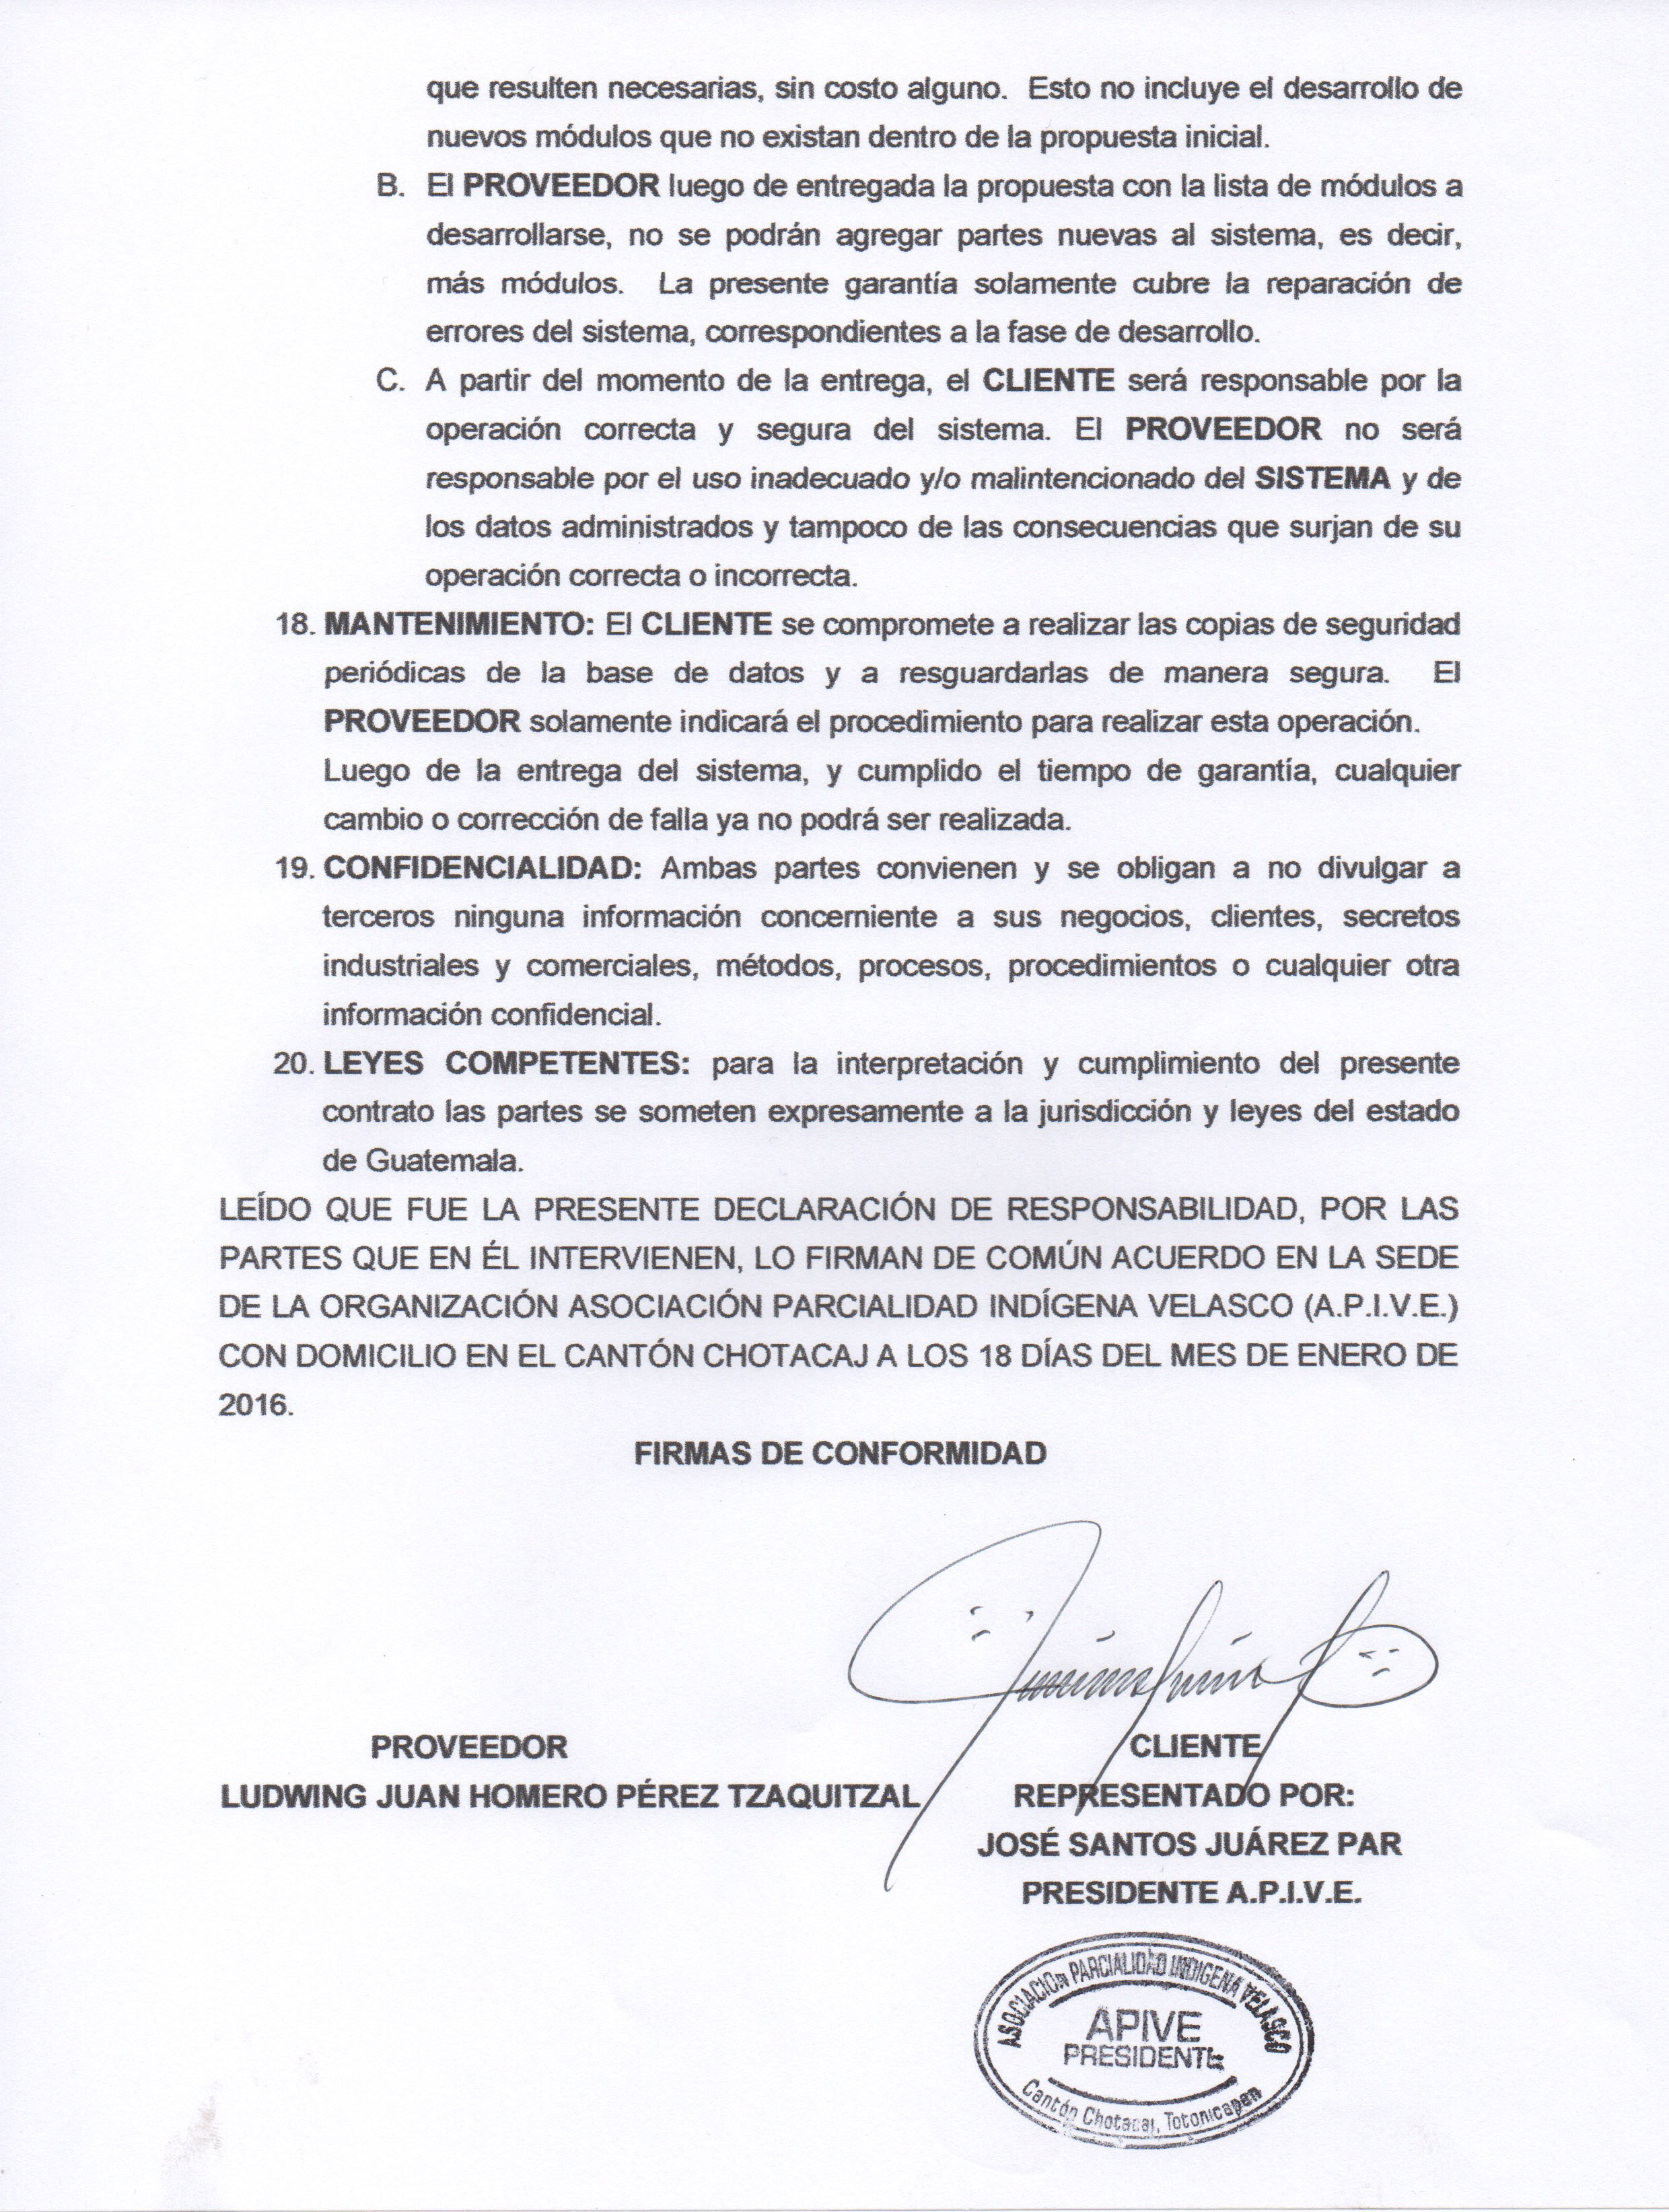 que resulten necesarias, sin costo alguno.  Esto no incluye el desarrollo de
nuevos módulos que no existan dentro de la propuesta inicial.
B. El PROVEEDOR luego de entregada la propuesta con la lista de módulos a
desarrollarse, no se podrán agregar partes nuevas al sistema, es decir,
más módulos.  La presente garantía solamente cubre la reparación de
errores del sistema, correspondientes a la fase de desarrollo.
C. A partir del momento de la entrega, el CLIENTE será responsable por la
operación correcta y segura del sistema. El PROVEEDOR no será
responsable por el uso inadecuado y/o malintencionado del SISTEMA y de
los datos administrados y tampoco de las consecuencias que surjan de su
operación correcta o incorrecta.
18. MANTENIMIENTO: El CLIENTE se compromete a realizar las copias de seguridad
periódicas de la base de datos y a resguardarlas de manera segura.  El
PROVEEDOR solamente indicará el procedimiento para realizar esta operación.
Luego de la entrega del sistema, y cumplido el tiempo de garantía, cualquier
cambio o corrección de falla ya no podrá ser realizada.
19. CONFIDENCIALIDAD: Ambas partes convienen y se obligan a no divulgar a
terceros ninguna información concerniente a sus negocios, clientes, secretos
industriales y comerciales, métodos, procesos, procedimientos o cualquier otra
información confidencial.
20. LEYES COMPETENTES: para la interpretación y cumplimiento del presente
contrato las partes se someten expresamente a la jurisdicción y leyes del estado
de Guatemala.
LEÍDO QUE FUE LA PRESENTE DECLARACIÓN DE RESPONSABILIDAD, POR LAS
PARTES QUE EN ÉL INTERVIENEN, LO FIRMAN DE COMÚN ACUERDO EN LA SEDE
DE LA ORGANIZACIÓN ASOCIACIÓN PARCIALIDAD INDÍGENA VELASCO (A.P.I.V.E.)
CON DOMICILIO EN EL CANTÓN CHOTACAJ A LOS 18 DÍAS DEL MES DE ENERO DE
2016.
FIRMAS DE CONFORMIDAD
PROVEEDOR
LUDWING JUAN HOMERO PÉREZ TZAQUITZAL
CLIENTE
REPRESENTADO POR:
JOSÉ SANTOS JUÁREZ PAR
PRESIDENTE A.P.I.V.E.
ASOCIACION PARCIALIDAD INDIGENA VELASCO
APIVE
PRESIDENTE
Cantón Chotacaj, Totonicapan